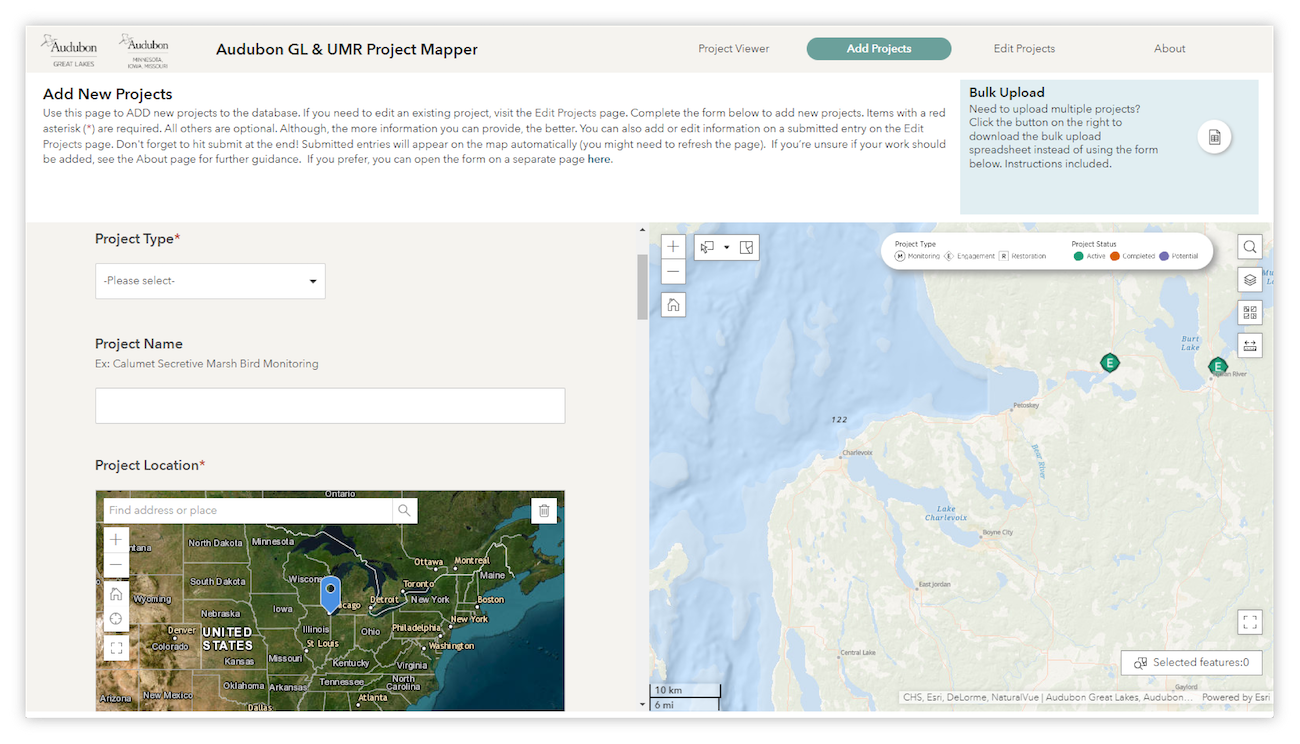 Audubon
GREAT LAKES
Audubon
MINNESOTA,
IOWA, MISSOURI
Audubon GL & UMR Project Mapper
Project Viewer
Add Projects
Edit Projects
About
Add New Projects
Use this page to ADD new projects to the database. If you need to edit an existing project, visit the Edit Projects page. Complete the form below to add new projects. Items with a red
asterisk (*) are required. All others are optional. Although, the more information you can provide, the better. You can also add or edit information on a submitted entry on the Edit
Projects page. Don't forget to hit submit at the end! Submitted entries will appear on the map automatically (you might need to refresh the page). If you're unsure if your work should
be added, see the About page for further guidance. If you prefer, you can open the form on a separate page here.
Bulk Upload
Need to upload multiple projects?
Click the button on the right to
download the bulk upload
spreadsheet instead of using the form
below. Instructions included.
Project Type*
-Please select-
Project Name
Ex: Calumet Secretive Marsh Bird Monitoring
Project Location*
Find address or place
Ontario
North Dakota
Minnesota
Ottawa
Montreal
Maine
South Dakota
Toronto
Wyoming
Iowa
Detroit
New York
Boston
Nebraska
New York
Denver
UNITED
STATES
Illinois
Ohio
Philadelphia
Colorado
St Louis
Washington
Kansas
Missouri
Kentucky
Virginia
Oklahoma
Arkansas
Tennessee
North
Carolina
Arizona
New Mexico
Atlanta
Dallas
Project Type
M Monitoring E Engagement R Restoration
Project Status
Active Completed Potential
Burt
Lake
E
E
Petoskey
122
Charlevoix
Bear River
Lake
Charlevoix
Boyne City
East Jordan
Central Lake
Gaylord
Selected features:0
10 km
6 mi
CHS, Esri, DeLorme, NaturalVue | Audubon Great Lakes, Audubon...
Powered by Esri